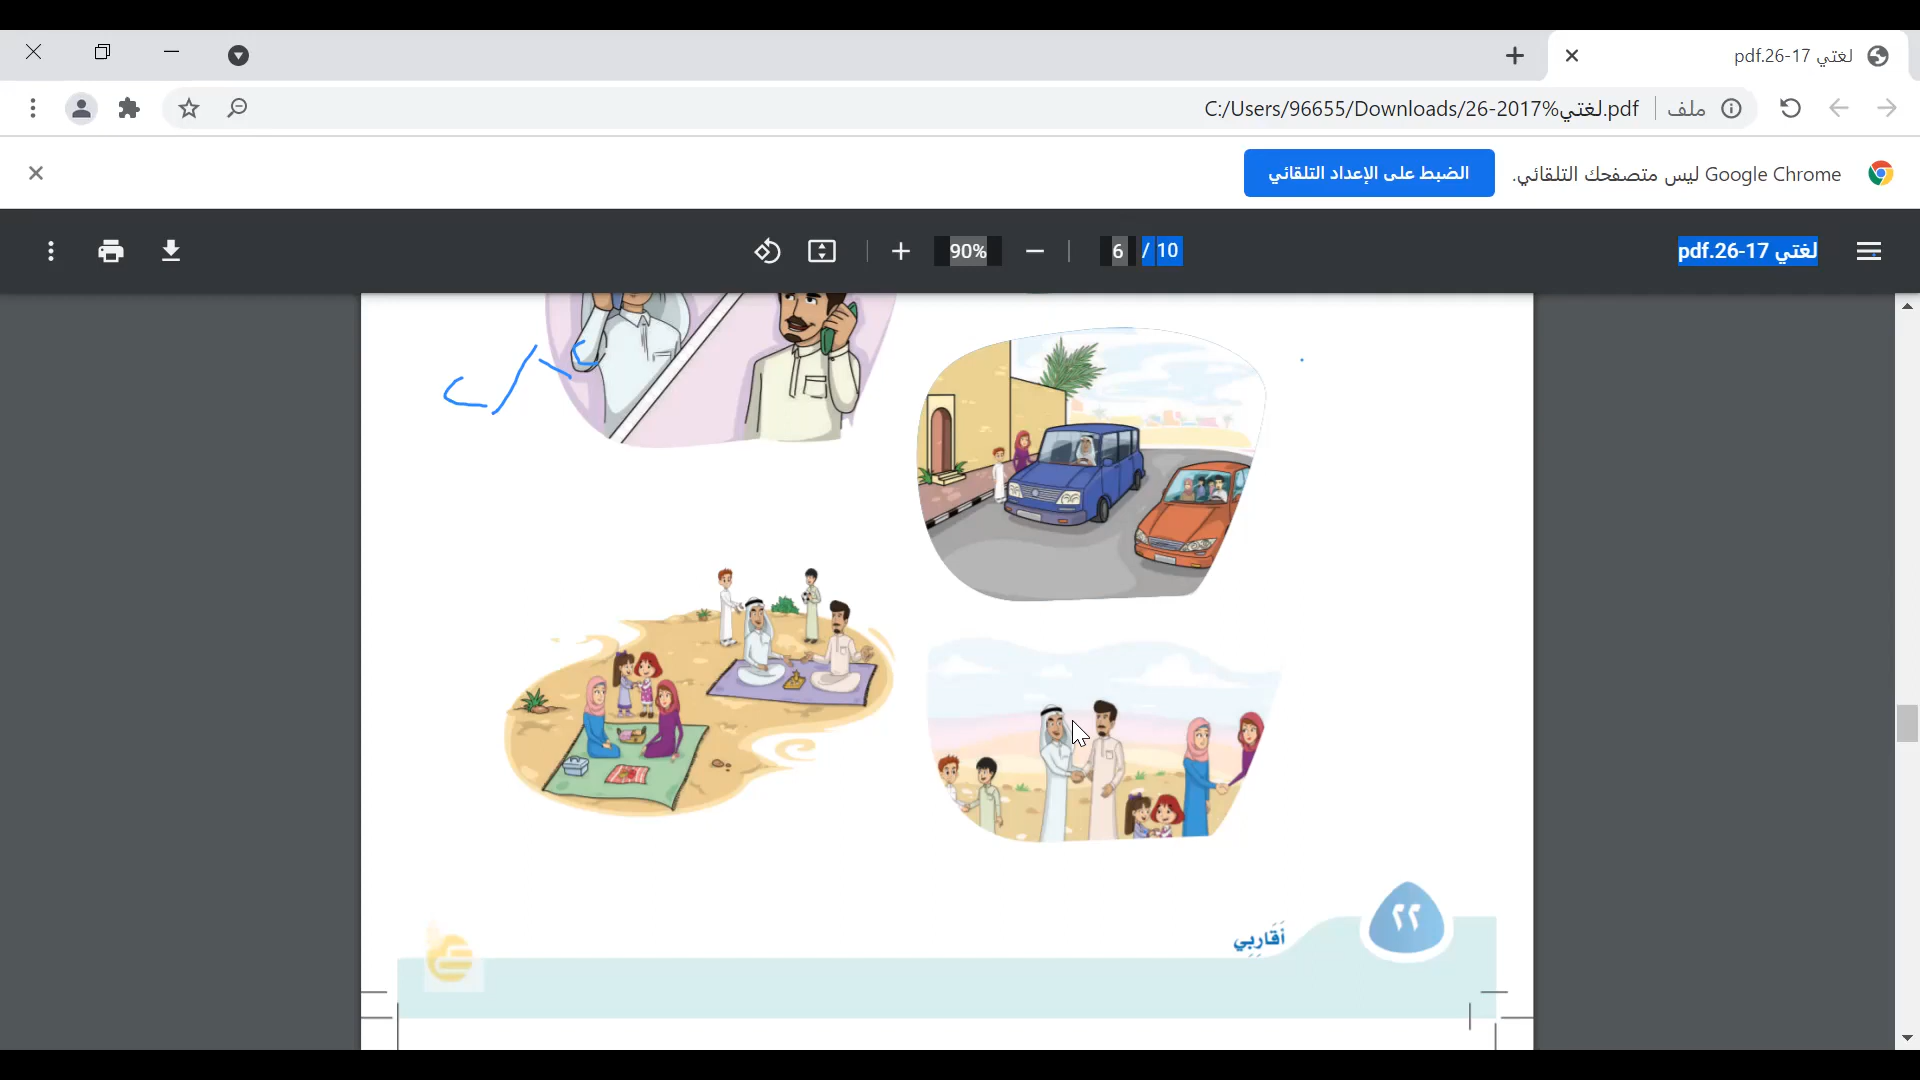 لغتي 17-26.pdf
ملف
C:/Users/96655/Downloads/26-2017%لغتي.pdf
Google Chrome ليس متصفحك التلقائي.
الضبط على الإعداد التلقائي
لغتي 17-26.pdf
6 / 10
90%
٢٢
أَقَارِبِي